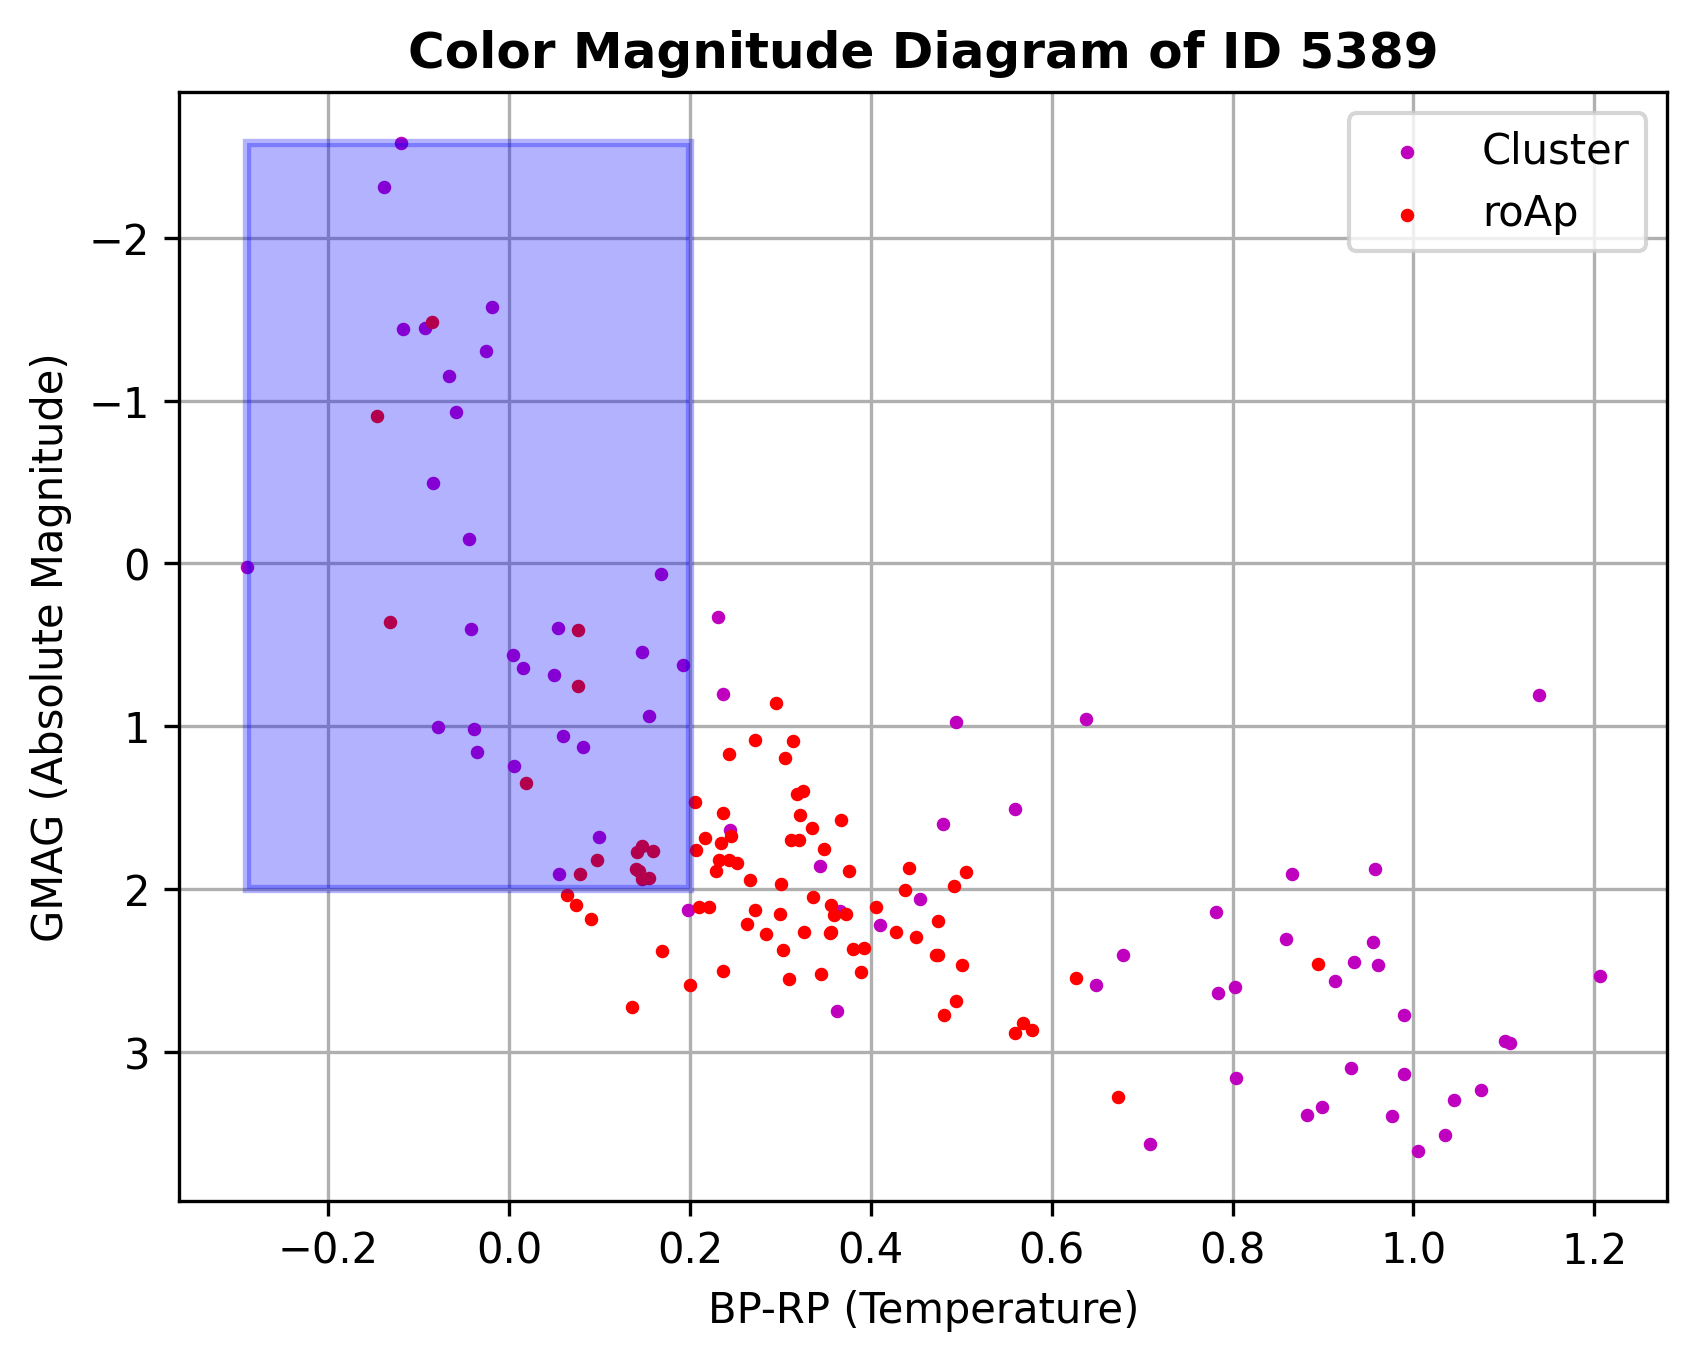 Color Magnitude Diagram of ID 5389
Cluster
roAp
−2
−1
0
1
2
3
GMAG (Absolute Magnitude)
−0.2 0.0 0.2 0.4 0.6 0.8 1.0 1.2
BP-RP (Temperature)